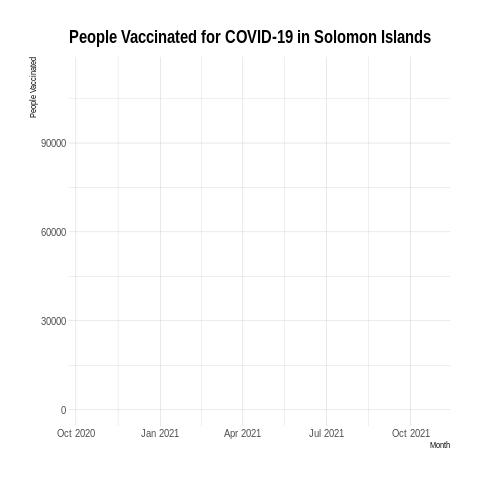 People Vaccinated for COVID-19 in Solomon Islands
People Vaccinated
90000
60000
30000
0
Oct 2020 Jan 2021 Apr 2021 Jul 2021 Oct 2021
Month